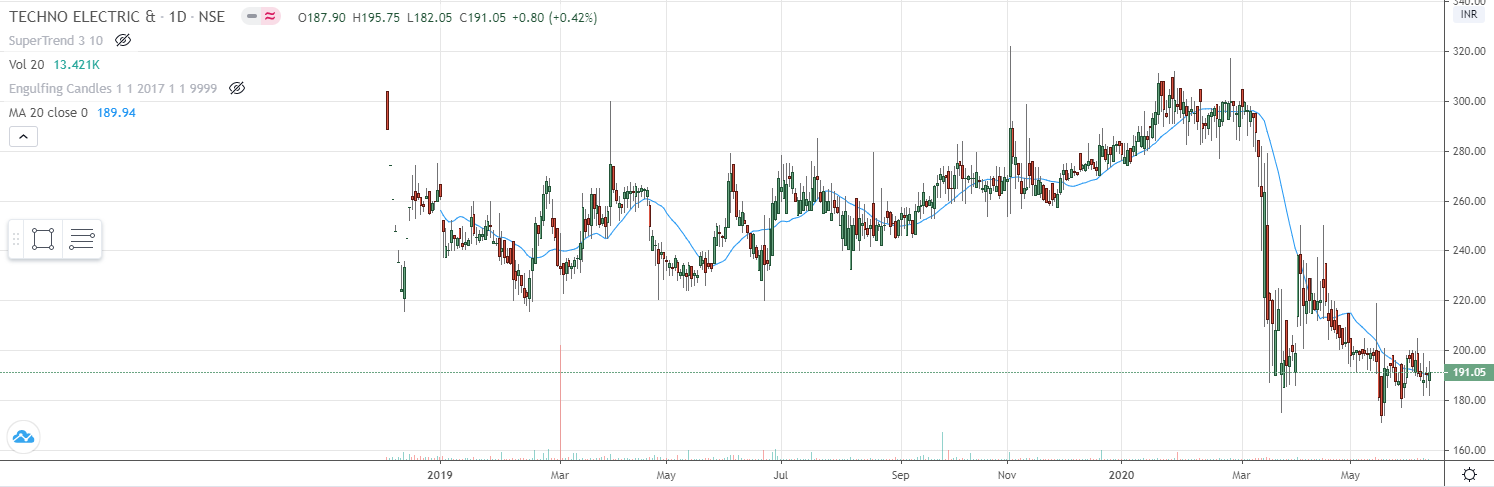 TECHNO ELECTRIC & · 1D · NSE O187.90 H195.75 L182.05 C191.05 +0.80 (+0.42%)
SuperTrend 3 10
Vol 20 13.421K
Engulfing Candles 1 1 2017 1 1 9999
MA 20 close 0 189.94
340.00
INR
320.00
300.00
280.00
260.00
240.00
220.00
200.00
191.05
180.00
160.00
2019 Mar May Jul Sep Nov 2020 Mar May